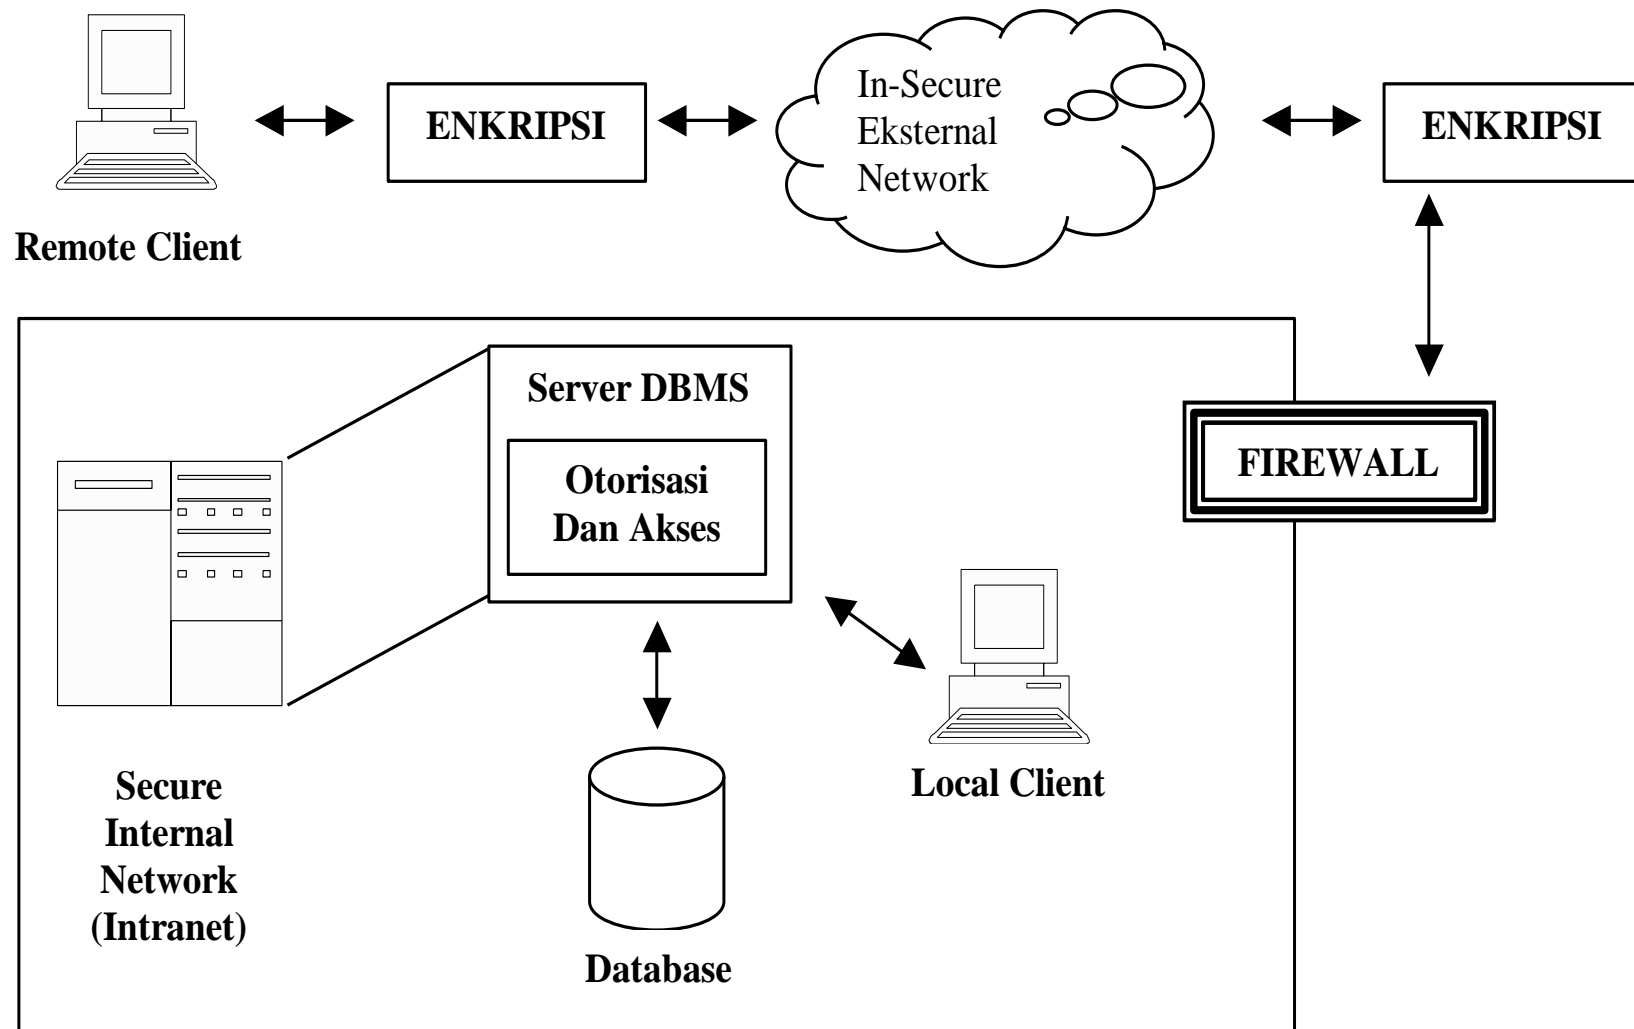 In-Secure
Eksternal
Network
ENKRIPSI
ENKRIPSI
Remote Client
Server DBMS
Otorisasi
Dan Akses
FIREWALL
Secure
Internal
Network
(Intranet)
Local Client
Database